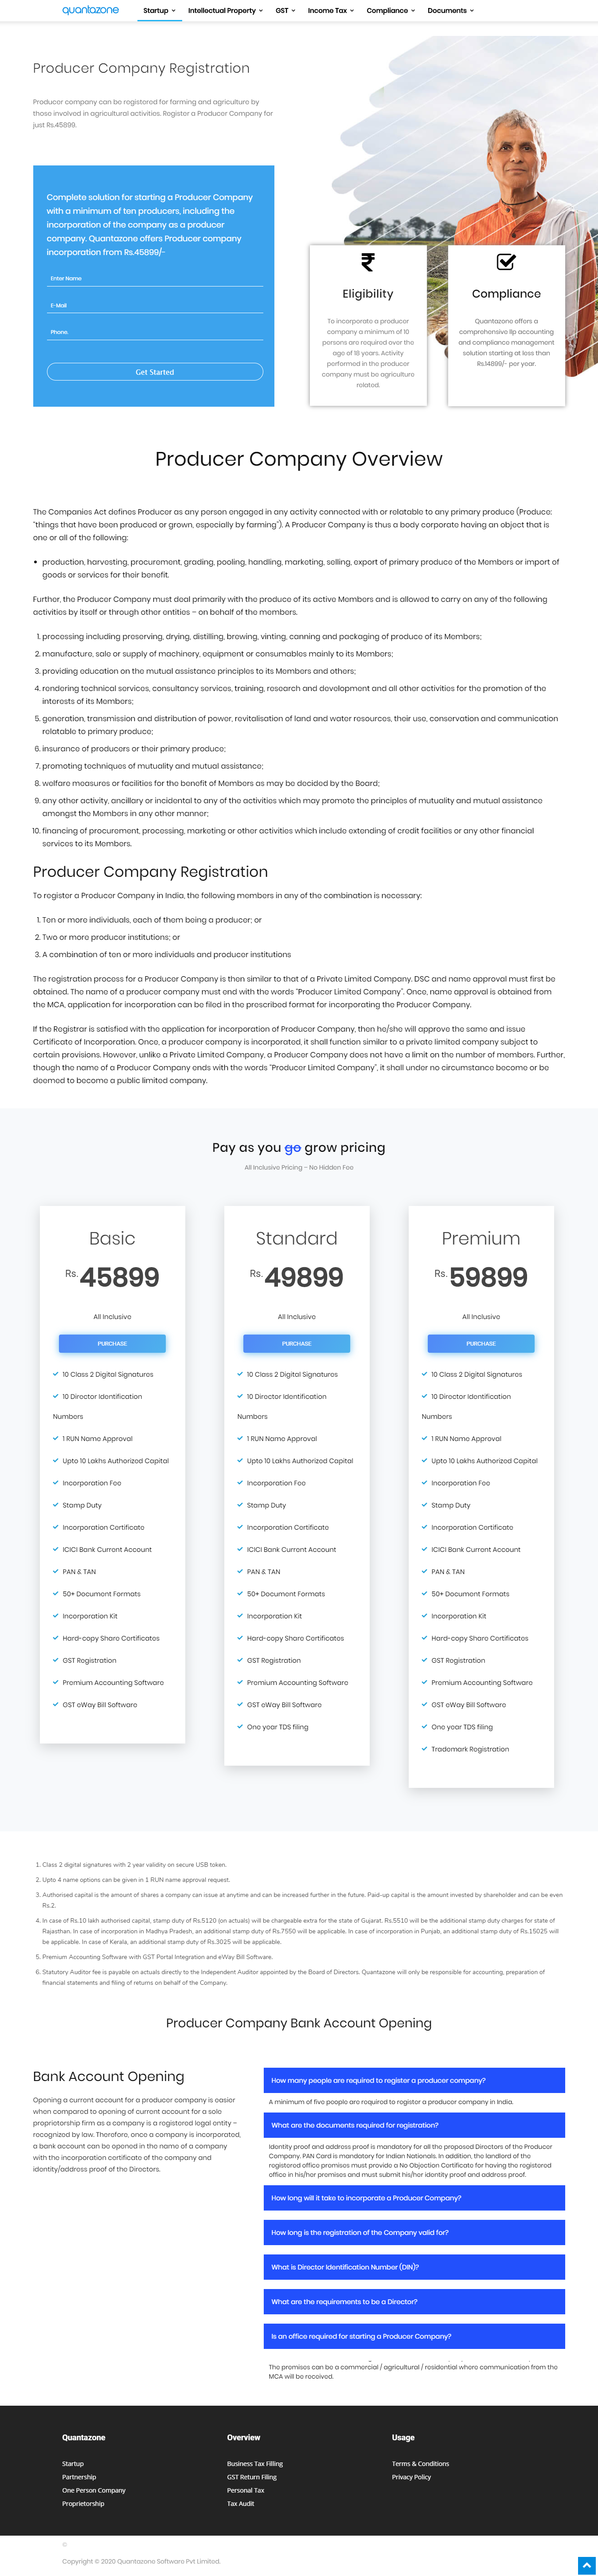 quantazone
Startup
Intellectual Property
GST
Income Tax
Compliance
Documents
Producer Company Registration
Producer company can be registered for farming and agriculture by
those involved in agricultural activities. Register a Producer Company for
just Rs.45899.
Complete solution for starting a Producer Company
with a minimum of ten producers, including the
incorporation of the company as a producer
company. Quantazone offers Producer company
incorporation from Rs.45899/-
Enter Name
E-Mail
Phone.
Get Started
Eligibility
To incorporate a producer
company a minimum of 10
persons are required over the
age of 18 years. Activity
performed in the producer
company must be agriculture
related.
Compliance
Quantazone offers a
comprehensive llp accounting
and compliance management
solution starting at less than
Rs.14899/- per year.
Producer Company Overview
The Companies Act defines Producer as any person engaged in any activity connected with or relatable to any primary produce (Produce:
"things that have been produced or grown, especially by farming"). A Producer Company is thus a body corporate having an object that is
one or all of the following:
• production, harvesting, procurement, grading, pooling, handling, marketing, selling, export of primary produce of the Members or import of
goods or services for their benefit.
Further, the Producer Company must deal primarily with the produce of its active Members and is allowed to carry on any of the following
activities by itself or through other entities – on behalf of the members.
1. processing including preserving, drying, distilling, brewing, vinting, canning and packaging of produce of its Members;
2. manufacture, sale or supply of machinery, equipment or consumables mainly to its Members;
3. providing education on the mutual assistance principles to its Members and others;
4. rendering technical services, consultancy services, training, research and development and all other activities for the promotion of the
interests of its Members;
5. generation, transmission and distribution of power, revitalisation of land and water resources, their use, conservation and communication
relatable to primary produce;
6. insurance of producers or their primary produce;
7. promoting techniques of mutuality and mutual assistance;
8. welfare measures or facilities for the benefit of Members as may be decided by the Board;
9. any other activity, ancillary or incidental to any of the activities which may promote the principles of mutuality and mutual assistance
amongst the Members in any other manner;
10. financing of procurement, processing, marketing or other activities which include extending of credit facilities or any other financial
services to its Members.
Producer Company Registration
To register a Producer Company in India, the following members in any of the combination is necessary:
1. Ten or more individuals, each of them being a producer; or
2. Two or more producer institutions; or
3. A combination of ten or more individuals and producer institutions
The registration process for a Producer Company is then similar to that of a Private Limited Company. DSC and name approval must first be
obtained. The name of a producer company must end with the words "Producer Limited Company". Once, name approval is obtained from
the MCA, application for incorporation can be filed in the prescribed format for incorporating the Producer Company.
If the Registrar is satisfied with the application for incorporation of Producer Company, then he/she will approve the same and issue
Certificate of Incorporation. Once, a producer company is incorporated, it shall function similar to a private limited company subject to
certain provisions. However, unlike a Private Limited Company, a Producer Company does not have a limit on the number of members. Further,
though the name of a Producer Company ends with the words "Producer Limited Company", it shall under no circumstance become or be
deemed to become a public limited company.
Pay as you go grow pricing
All Inclusive Pricing – No Hidden Fee
Basic
Rs. 45899
All Inclusive
PURCHASE
10 Class 2 Digital Signatures
10 Director Identification
Numbers
1 RUN Name Approval
Upto 10 Lakhs Authorized Capital
Incorporation Fee
Stamp Duty
Incorporation Certificate
ICICI Bank Current Account
PAN & TAN
50+ Document Formats
Incorporation Kit
Hard-copy Share Certificates
GST Registration
Premium Accounting Software
GST eWay Bill Software
Standard
Rs. 49899
All Inclusive
PURCHASE
10 Class 2 Digital Signatures
10 Director Identification
Numbers
1 RUN Name Approval
Upto 10 Lakhs Authorized Capital
Incorporation Fee
Stamp Duty
Incorporation Certificate
ICICI Bank Current Account
PAN & TAN
50+ Document Formats
Incorporation Kit
Hard-copy Share Certificates
GST Registration
Premium Accounting Software
GST eWay Bill Software
One year TDS filing
Premium
Rs. 59899
All Inclusive
PURCHASE
10 Class 2 Digital Signatures
10 Director Identification
Numbers
1 RUN Name Approval
Upto 10 Lakhs Authorized Capital
Incorporation Fee
Stamp Duty
Incorporation Certificate
ICICI Bank Current Account
PAN & TAN
50+ Document Formats
Incorporation Kit
Hard-copy Share Certificates
GST Registration
Premium Accounting Software
GST eWay Bill Software
One year TDS filing
Trademark Registration
1. Class 2 digital signatures with 2 year validity on secure USB token.
2. Upto 4 name options can be given in 1 RUN name approval request.
3. Authorised capital is the amount of shares a company can issue at anytime and can be increased further in the future. Paid-up capital is the amount invested by shareholder and can be even
Rs.2.
4. In case of Rs.10 lakh authorised capital, stamp duty of Rs.5120 (on actuals) will be chargeable extra for the state of Gujarat. Rs.5510 will be the additional stamp duty charges for state of
Rajasthan. In case of incorporation in Madhya Pradesh, an additional stamp duty of Rs.7550 will be applicable. In case of incorporation in Punjab, an additional stamp duty of Rs.15025 will
be applicable. In case of Kerala, an additional stamp duty of Rs.3025 will be applicable.
5. Premium Accounting Software with GST Portal Integration and eWay Bill Software.
6. Statutory Auditor fee is payable on actuals directly to the Independent Auditor appointed by the Board of Directors. Quantazone will only be responsible for accounting, preparation of
financial statements and filing of returns on behalf of the Company.
Producer Company Bank Account Opening
Bank Account Opening
Opening a current account for a producer company is easier
when compared to opening of current account for a sole
proprietorship firm as a company is a registered legal entity –
recognized by law. Therefore, once a company is incorporated,
a bank account can be opened in the name of a company
with the incorporation certificate of the company and
identity/address proof of the Directors.
How many people are required to register a producer company?
A minimum of five people are required to register a producer company in India.
What are the documents required for registration?
Identity proof and address proof is mandatory for all the proposed Directors of the Producer
Company. PAN Card is mandatory for Indian Nationals. In addition, the landlord of the
registered office premises must provide a No Objection Certificate for having the registered
office in his/her premises and must submit his/her identity proof and address proof.
How long will it take to incorporate a Producer Company?
How long is the registration of the Company valid for?
What is Director Identification Number (DIN)?
What are the requirements to be a Director?
Is an office required for starting a Producer Company?
The premises can be a commercial / agricultural / residential where communication from the
MCA will be received.
Quantazone
Startup
Partnership
One Person Company
Proprietorship
Overview
Business Tax Filling
GST Return Filing
Personal Tax
Tax Audit
Usage
Terms & Conditions
Privacy Policy
©
Copyright © 2020 Quantazone Software Pvt Limited.